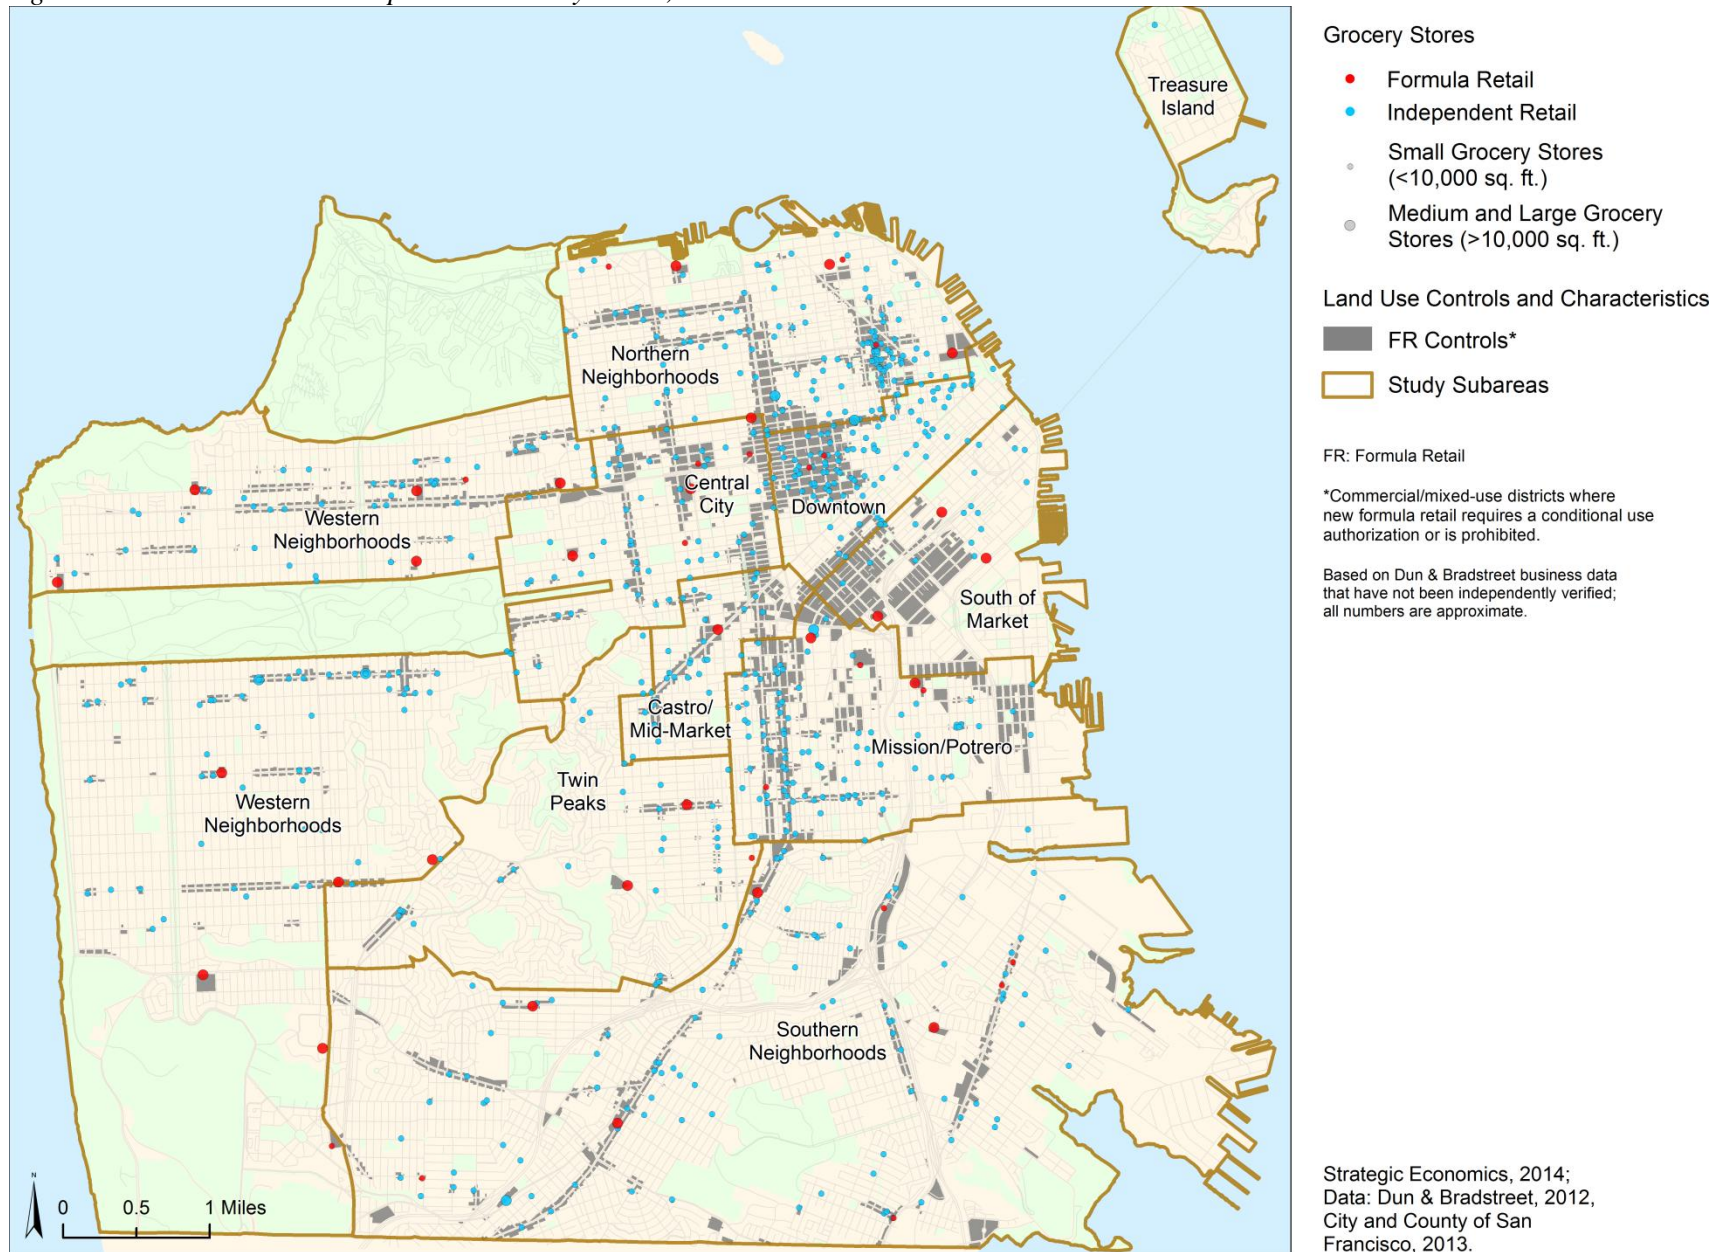 Treasure
Island
Northern
Neighborhoods
Central
City
Downtown
Western
Neighborhoods
South of
Market
Castro/
Mid-Market
Mission/Potrero
Twin
Peaks
Western
Neighborhoods
Southern
Neighborhoods
N
0 0.5 1 Miles
Grocery Stores
Formula Retail
Independent Retail
Small Grocery Stores
(<10,000 sq. ft.)
Medium and Large Grocery
Stores (>10,000 sq. ft.)
Land Use Controls and Characteristics
FR Controls*
Study Subareas
FR: Formula Retail
*Commercial/mixed-use districts where
new formula retail requires a conditional use
authorization or is prohibited.
Based on Dun & Bradstreet business data
that have not been independently verified;
all numbers are approximate.
Strategic Economics, 2014;
Data: Dun & Bradstreet, 2012,
City and County of San
Francisco, 2013.